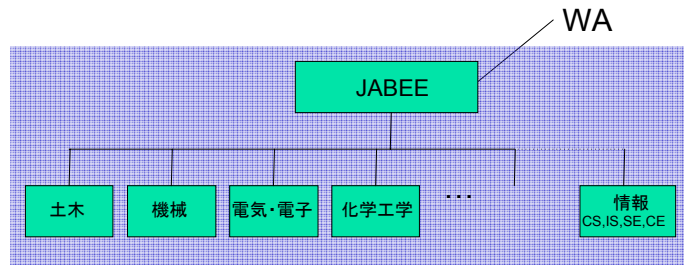 WA
JABEE
土木
機械
電気・電子
化学工学
・・・
情報
CS,IS,SE,CE